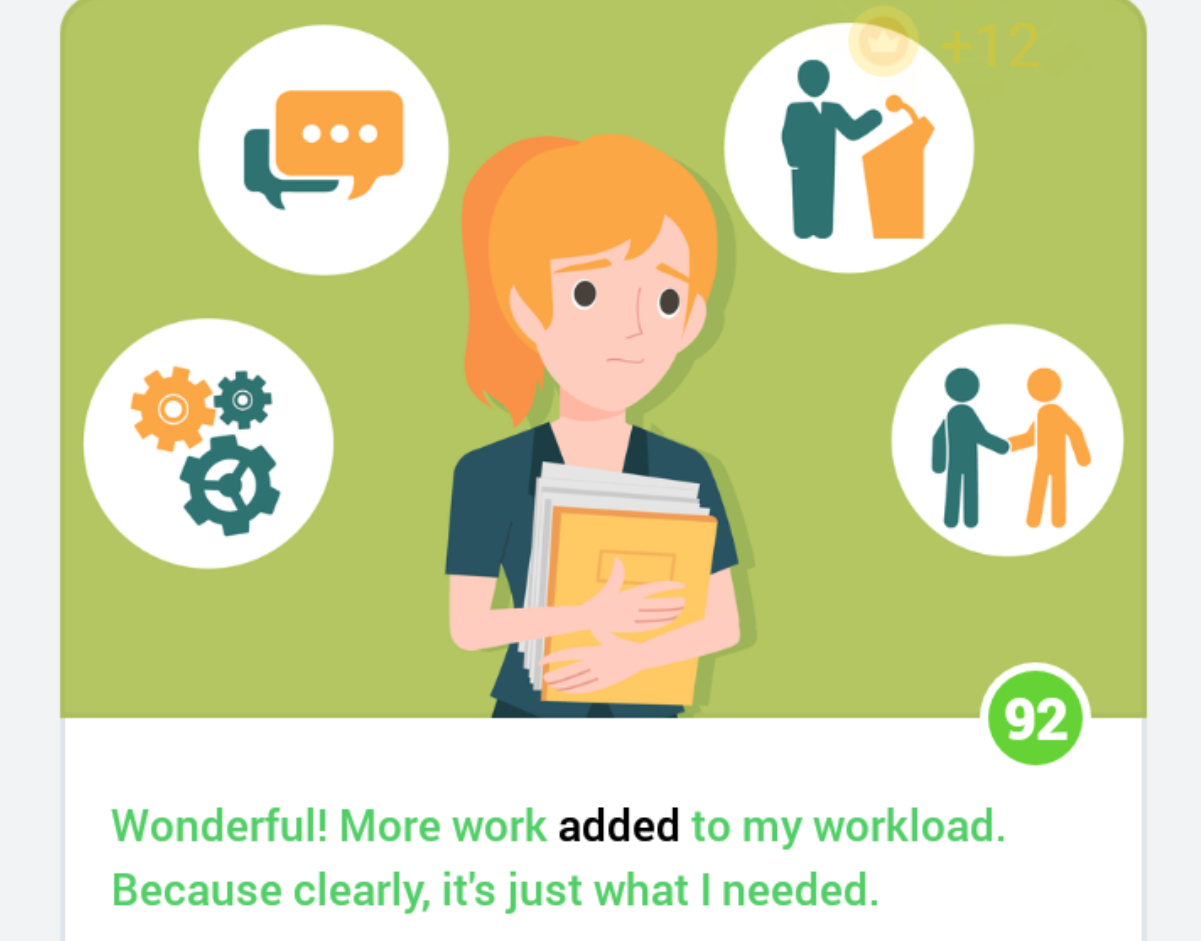 +12
92
Wonderful! More work added to my workload.
Because clearly, it's just what I needed.